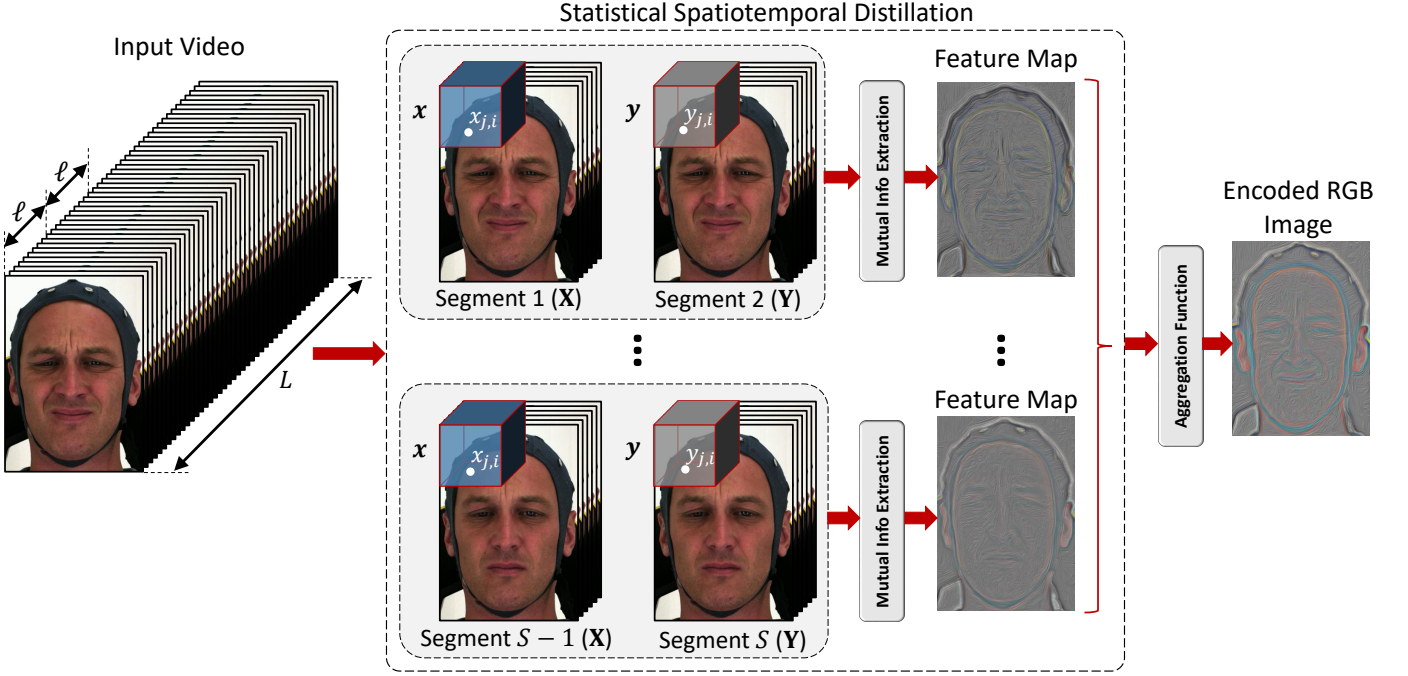 Statistical Spatiotemporal Distillation
Input Video
ℓ
ℓ
L
x
x_{j,i}
y
y_{j,i}
Segment 1 (X)
Segment 2 (Y)
Mutual Info Extraction
Feature Map
x
x_{j,i}
y
y_{j,i}
Segment S − 1 (X)
Segment S (Y)
Mutual Info Extraction
Feature Map
Aggregation Function
Encoded RGB
Image